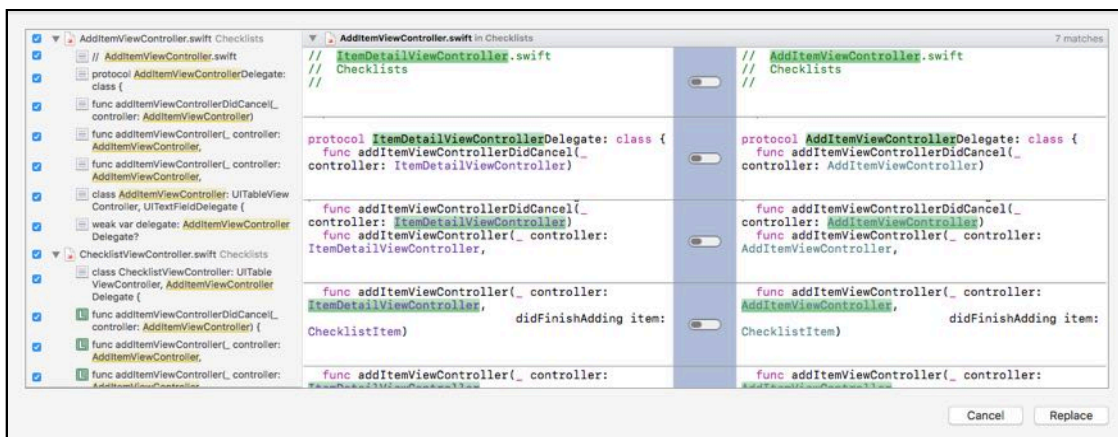 AddItemViewController.swift Checklists
// AddItemViewController.swift
protocol AddItemViewControllerDelegate:
class {
func addItemViewControllerDidCancel(_
controller: AddItemViewController)
func addItemViewController(_ controller:
AddItemViewController,
func addItemViewController(_ controller:
AddItemViewController,
class AddItemViewController: UITableView
Controller, UITextFieldDelegate {
weak var delegate: AddItemViewController
Delegate?
ChecklistViewController.swift Checklists
class ChecklistViewController: UITable
ViewController, AddItemViewController
Delegate {
L func addItemViewControllerDidCancel(_
controller: AddItemViewController) {
L func addItemViewController(_ controller:
AddItemViewController,
L func addItemViewController(_ controller:
AddItemViewController,
AddItemViewController.swift in Checklists
7 matches
// ItemDetailViewController.swift
// Checklists
//
protocol ItemDetailViewControllerDelegate: class {
func addItemViewControllerDidCancel(_
controller: ItemDetailViewController)
func addItemViewControllerDidCancel(_
controller: ItemDetailViewController)
func addItemViewController(_ controller:
ItemDetailViewController,
func addItemViewController(_ controller:
ItemDetailViewController,
didFinishAdding item:
ChecklistItem)
func addItemViewController(_ controller:
ItemDetailViewController
// AddItemViewController.swift
// Checklists
//
protocol AddItemViewControllerDelegate: class {
func addItemViewControllerDidCancel(_
controller: AddItemViewController)
func addItemViewControllerDidCancel(_
controller: AddItemViewController)
func addItemViewController(_ controller:
AddItemViewController,
func addItemViewController(_ controller:
AddItemViewController,
didFinishAdding item:
ChecklistItem)
func addItemViewController(_ controller:
AddItemViewController
Cancel
Replace